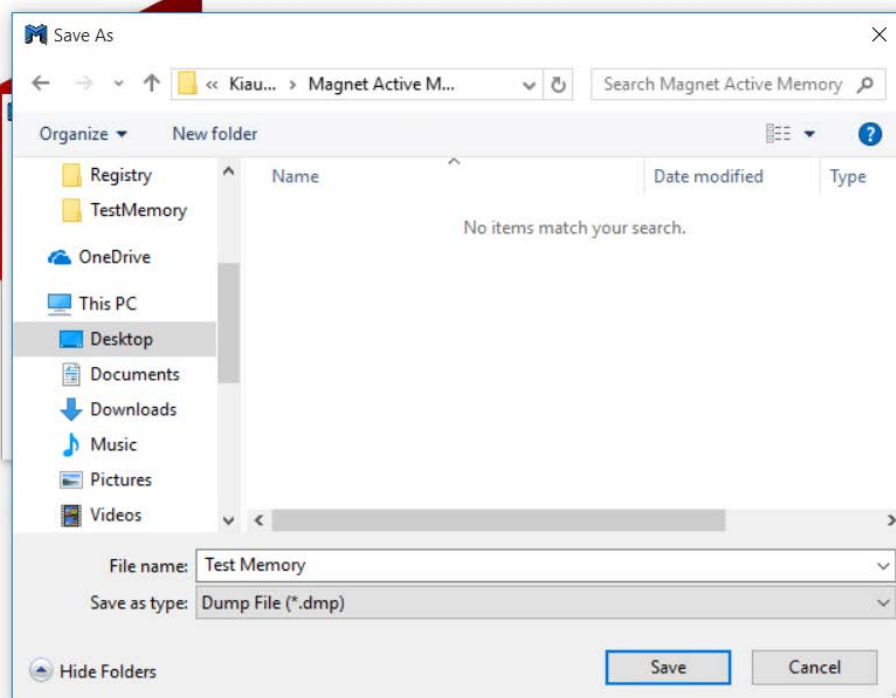 Save As
« Kiau... > Magnet Active M...
Search Magnet Active Memory
Organize
New folder
Registry
TestMemory
OneDrive
This PC
Desktop
Documents
Downloads
Music
Pictures
Videos
Name
Date modified
Type
No items match your search.
File name: Test Memory
Save as type: Dump File (*.dmp)
Hide Folders
Save
Cancel